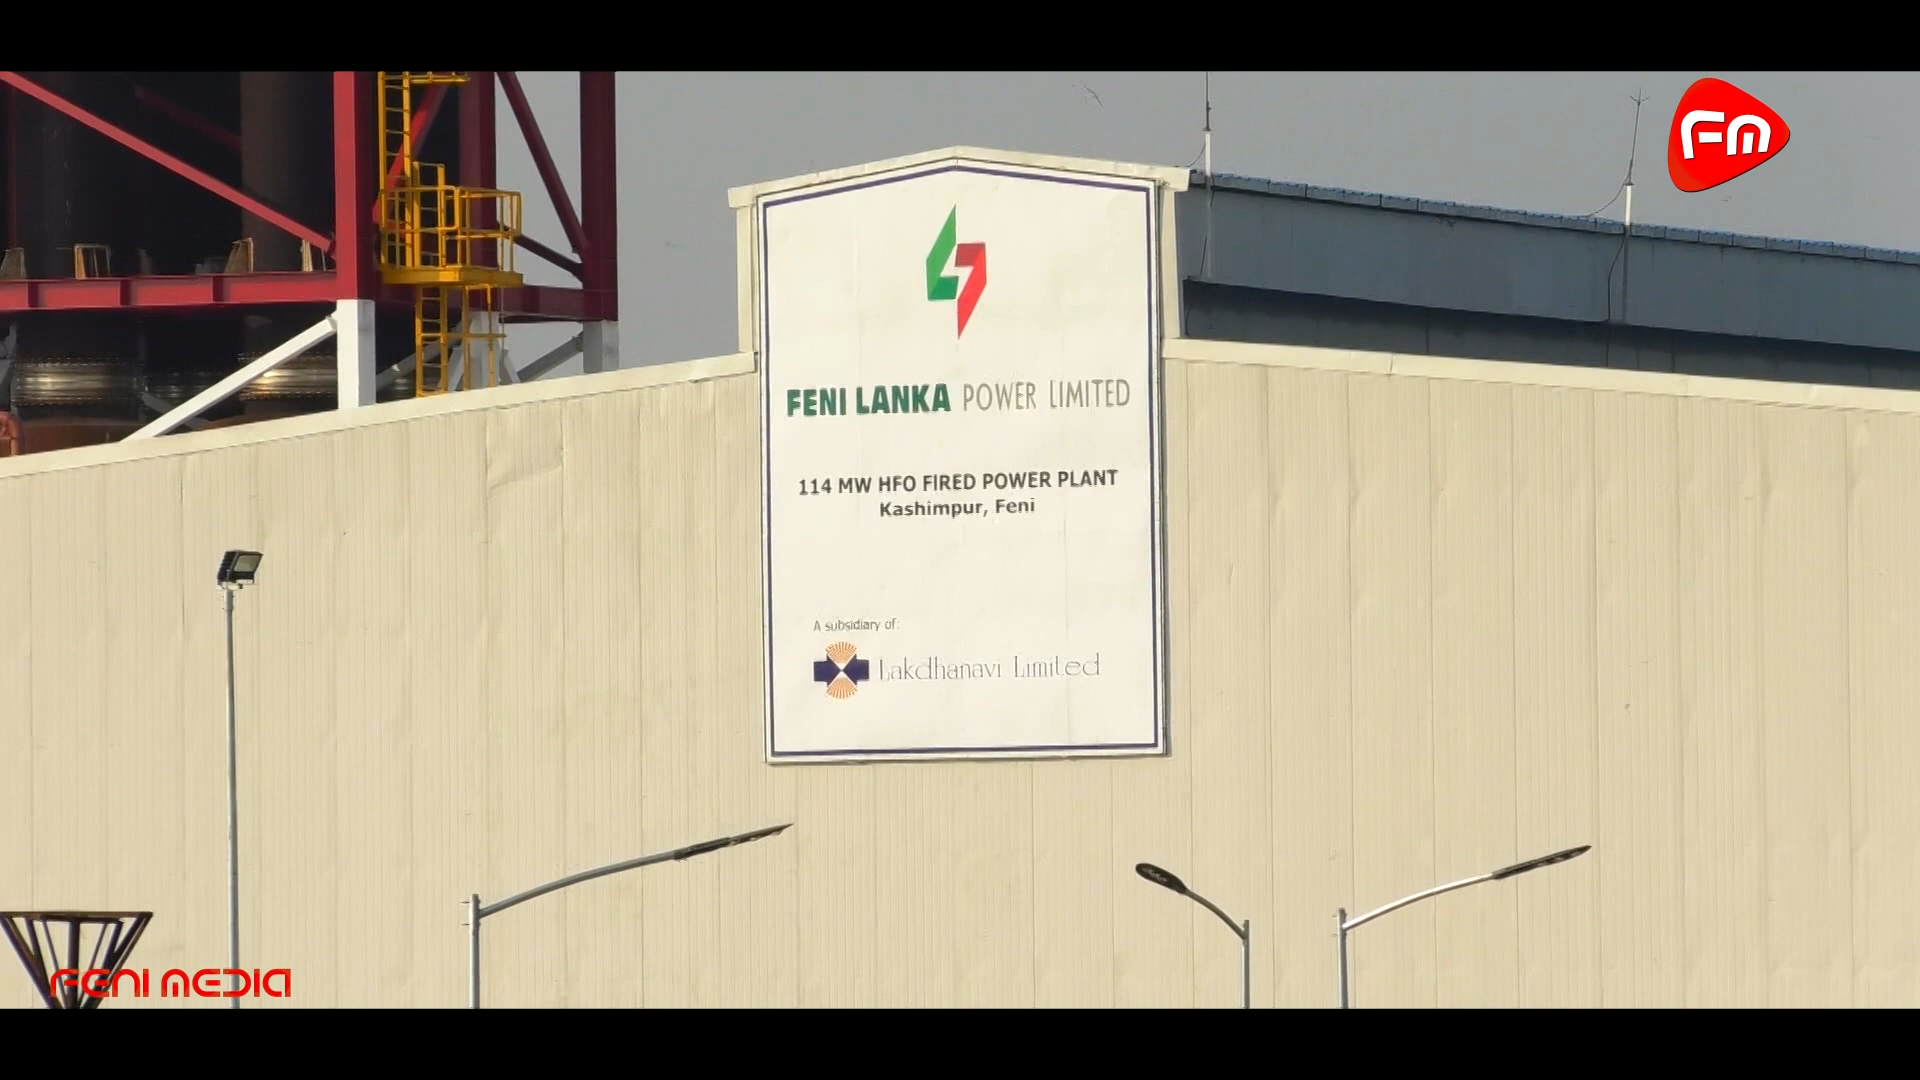 FM
FENI LANKA POWER LIMITED
114 MW HFO FIRED POWER PLANT
Kashimpur, Feni
A subsidiary of:
Lakdhanavi Limited
FENI MEDIA